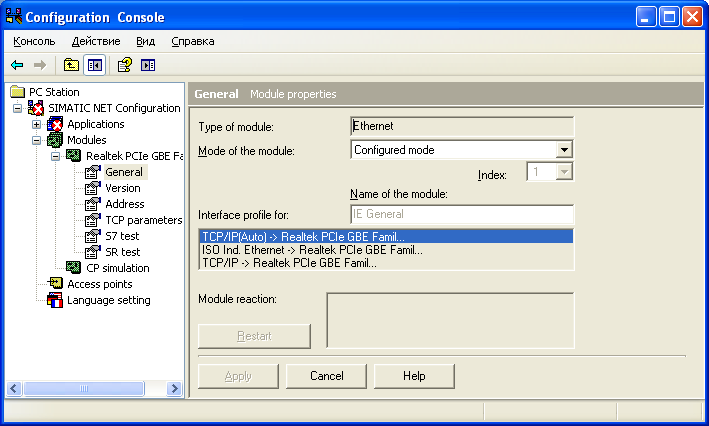 Configuration Console
Консоль Действие Вид Справка
PC Station
SIMATIC NET Configuration
Applications
Modules
Realtek PCIe GBE Fa
General
Version
Address
TCP parameters
S7 test
SR test
CP simulation
Access points
Language setting
General Module properties
Type of module: Ethernet
Mode of the module: Configured mode
Index: 1
Name of the module:
Interface profile for: IE General
TCP/IP(Auto) -> Realtek PCIe GBE Famil...
ISO Ind. Ethernet -> Realtek PCIe GBE Famil...
TCP/IP -> Realtek PCIe GBE Famil...
Module reaction:
Restart
Apply Cancel Help